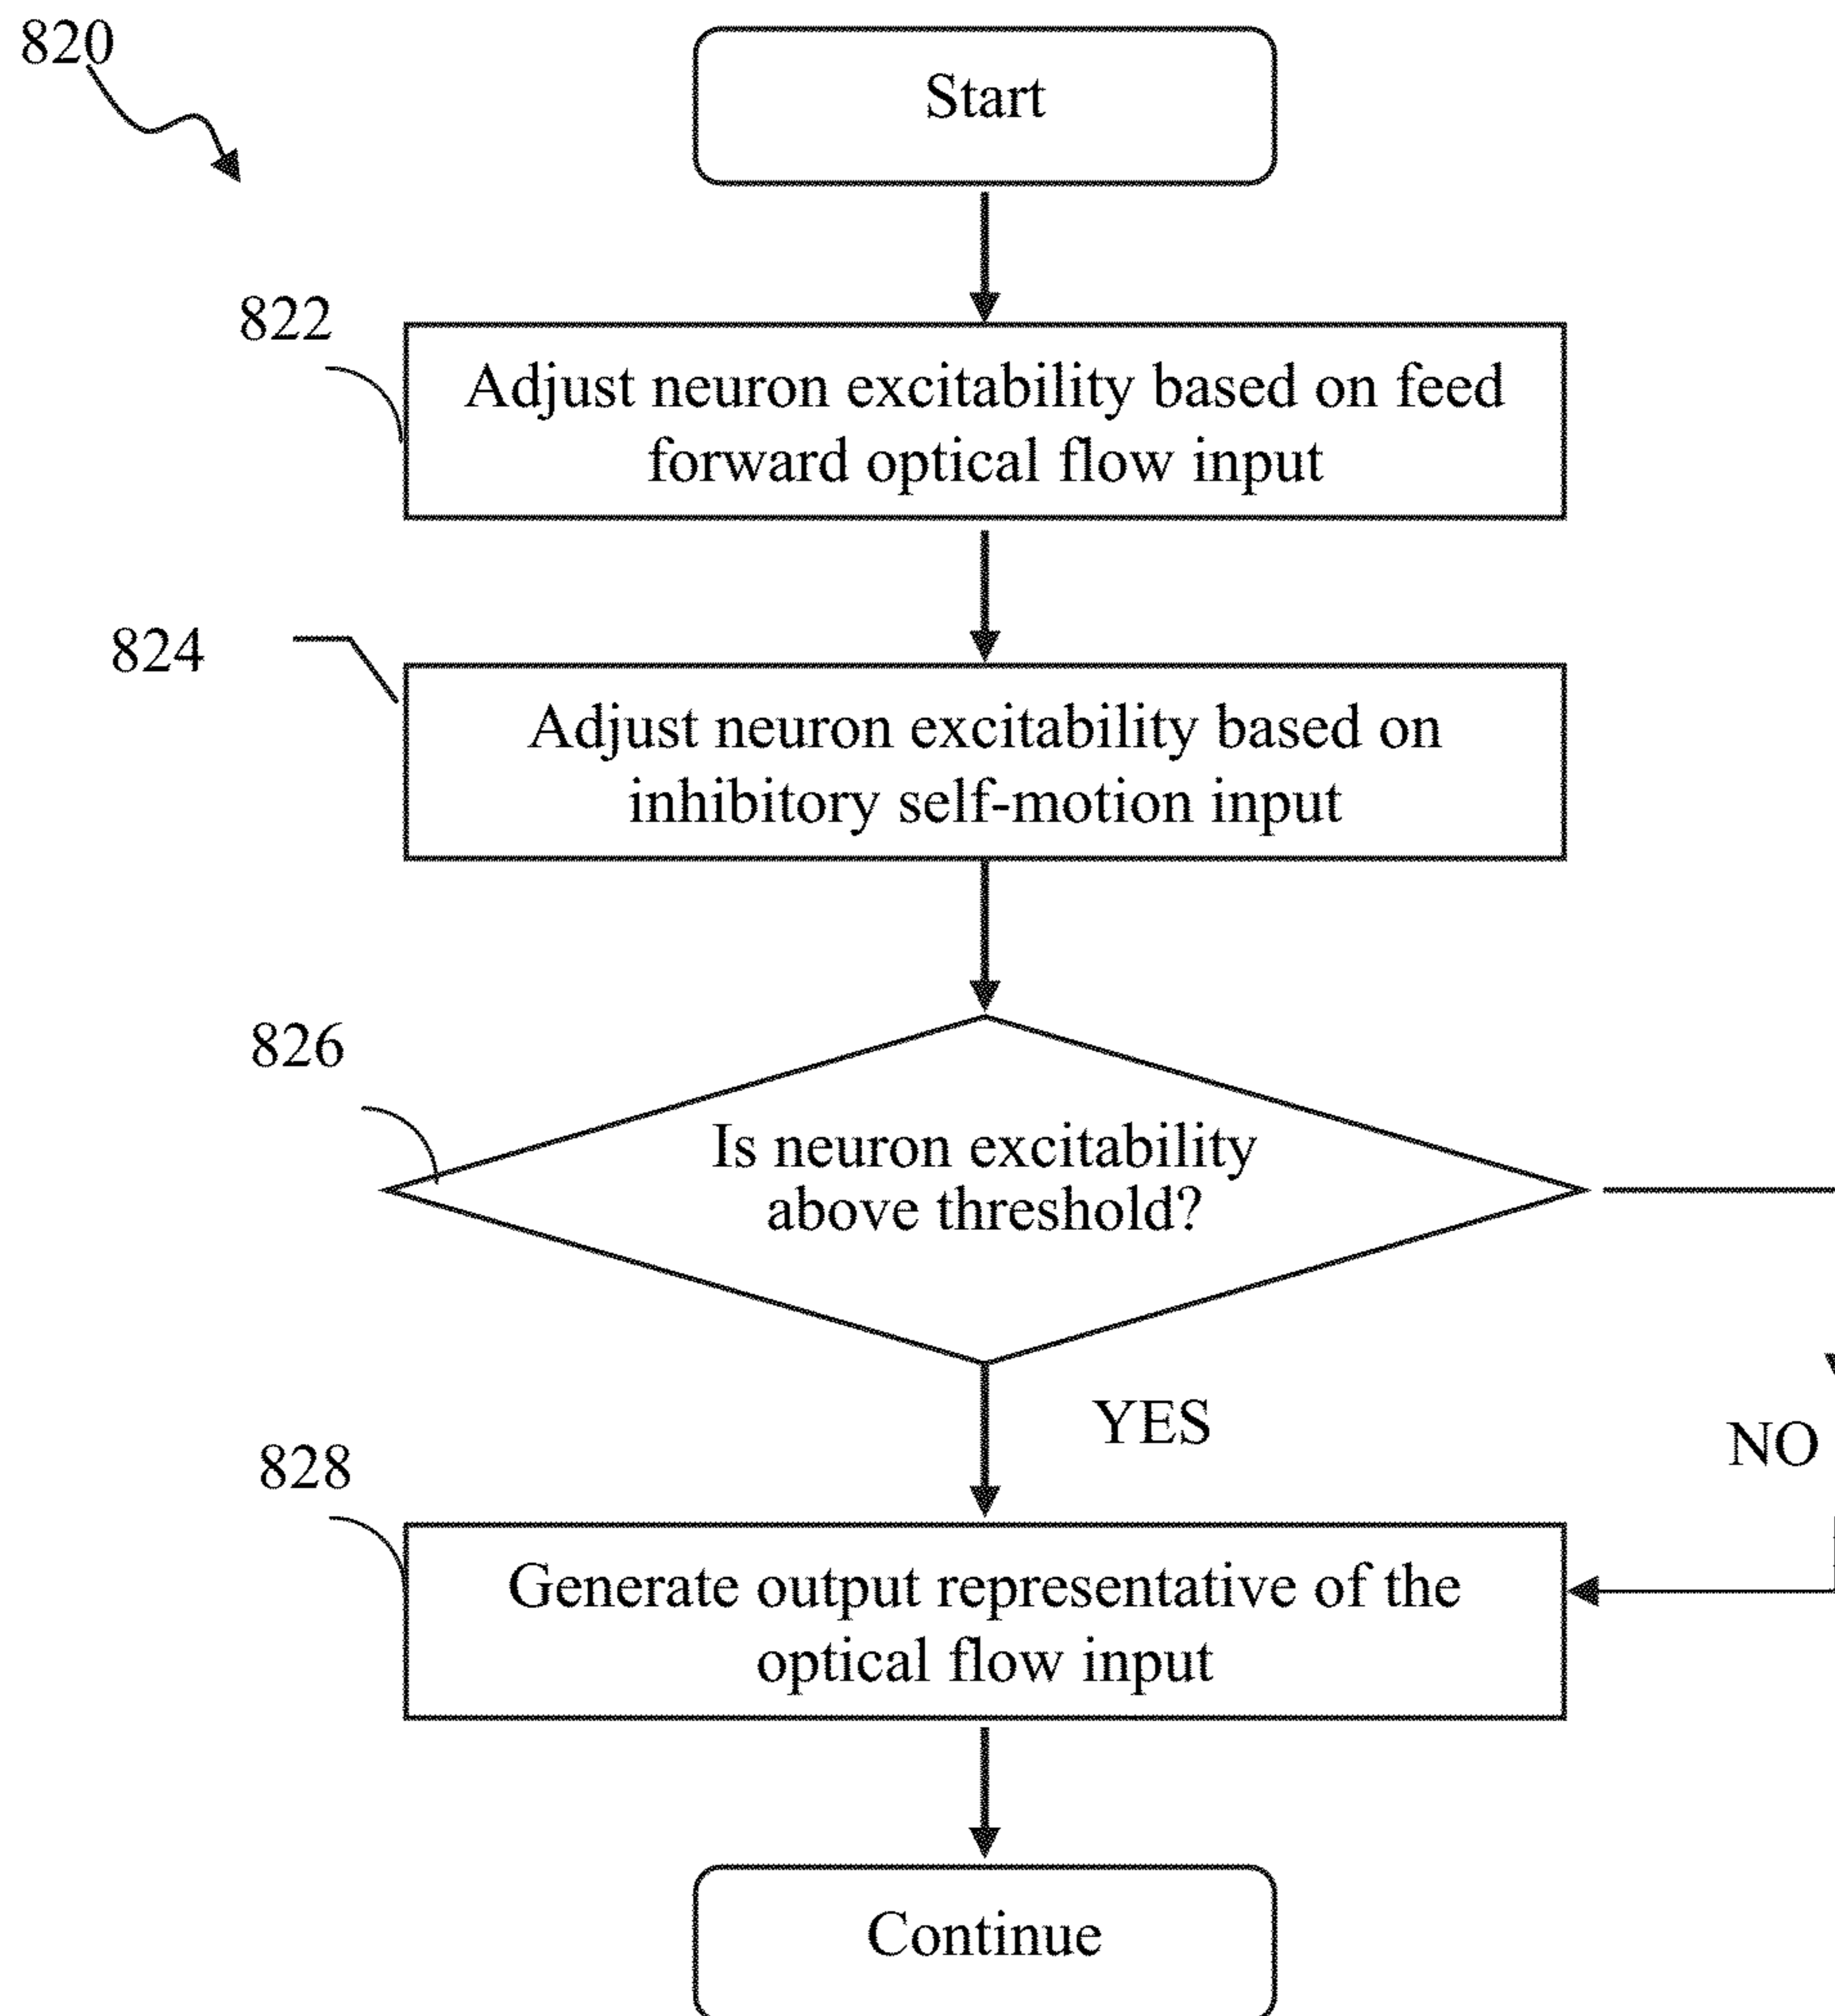 820
Start
822
Adjust neuron excitability based on feed
forward optical flow input
824
Adjust neuron excitability based on
inhibitory self-motion input
826
Is neuron excitability
above threshold?
YES
NO
828
Generate output representative of the
optical flow input
Continue